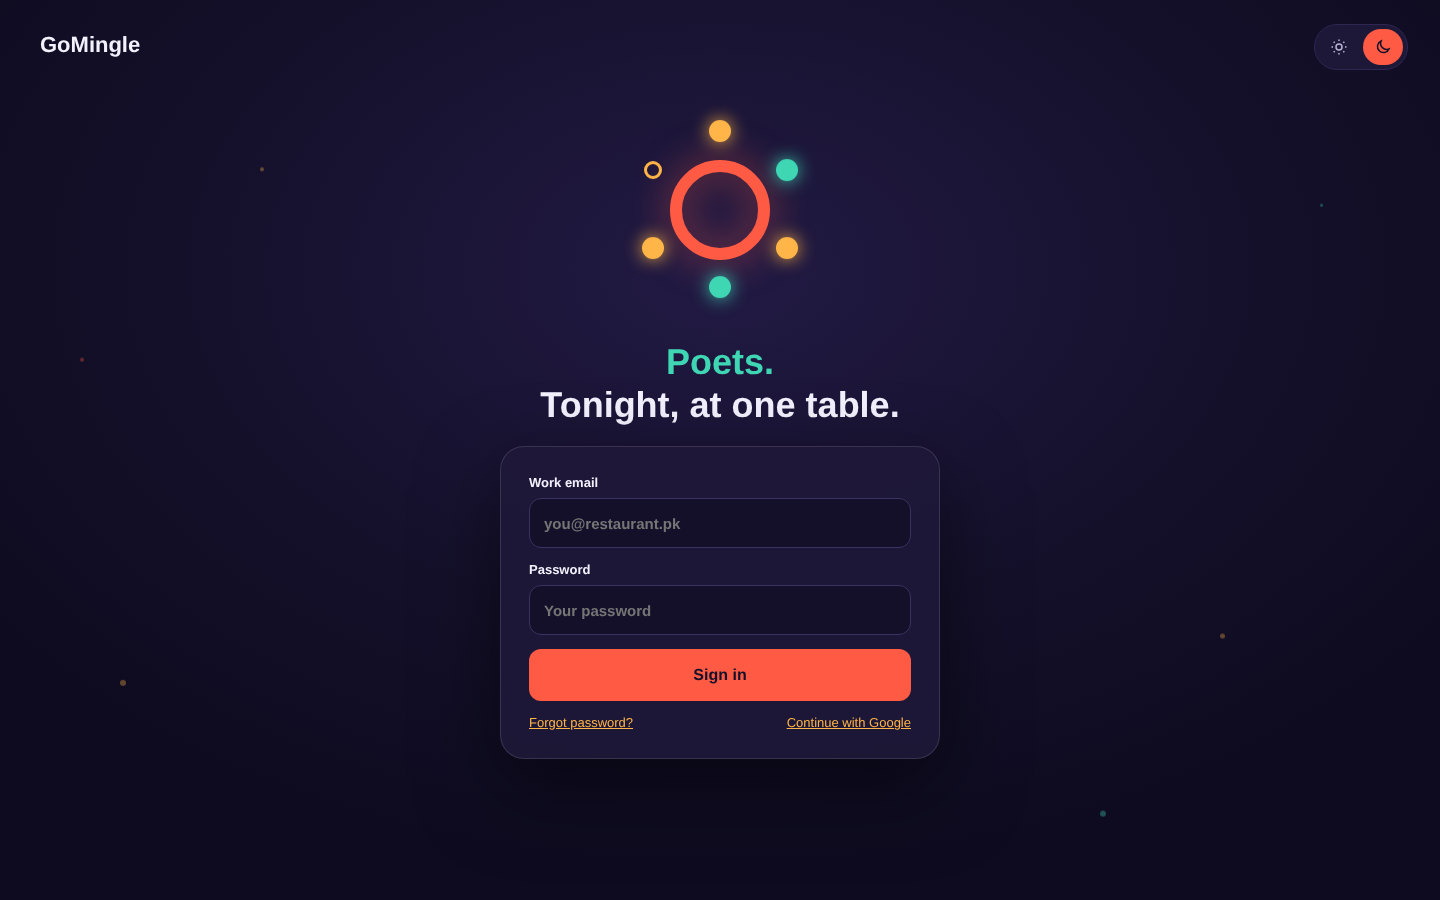 GoMingle
Poets.
Tonight, at one table.
Work email
you@restaurant.pk
Password
Your password
Sign in
Forgot password?
Continue with Google